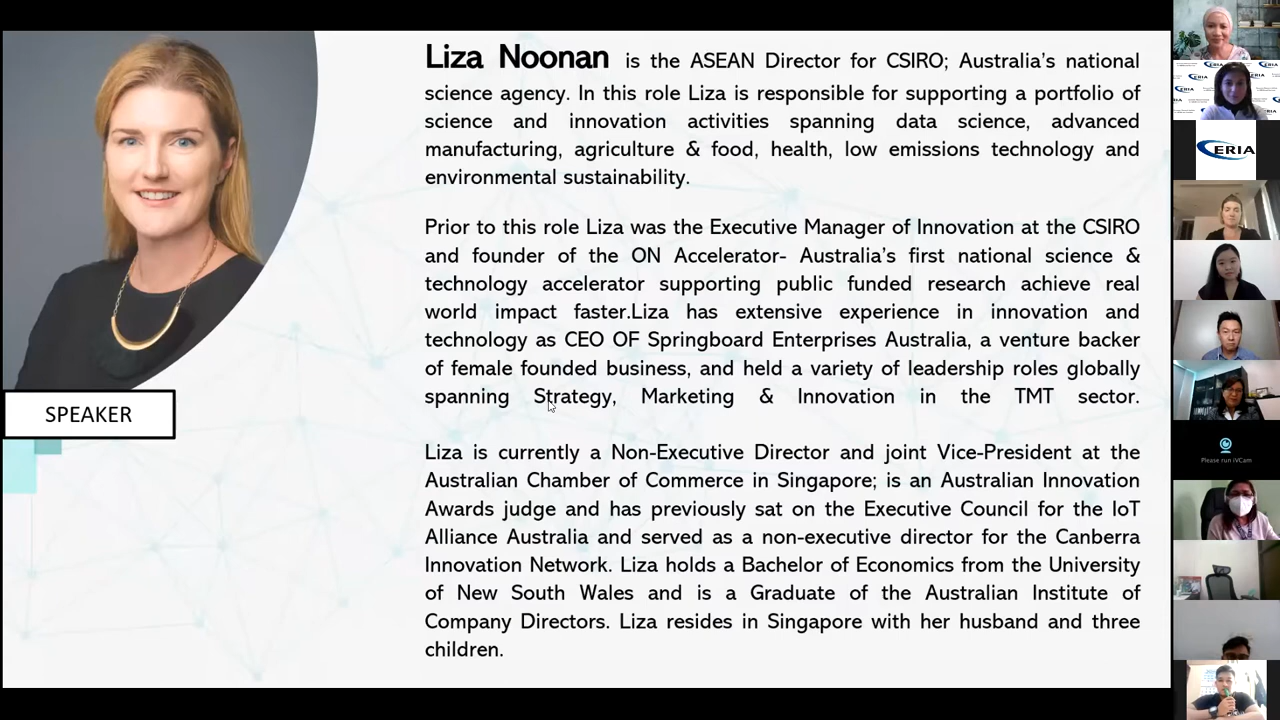 Liza Noonan is the ASEAN Director for CSIRO; Australia's national
science agency. In this role Liza is responsible for supporting a portfolio of
science and innovation activities spanning data science, advanced
manufacturing, agriculture & food, health, low emissions technology and
environmental sustainability.
Prior to this role Liza was the Executive Manager of Innovation at the CSIRO
and founder of the ON Accelerator- Australia's first national science &
technology accelerator supporting public funded research achieve real
world impact faster.Liza has extensive experience in innovation and
technology as CEO OF Springboard Enterprises Australia, a venture backer
of female founded business, and held a variety of leadership roles globally
spanning Strategy, Marketing & Innovation in the TMT sector.
Liza is currently a Non-Executive Director and joint Vice-President at the
Australian Chamber of Commerce in Singapore; is an Australian Innovation
Awards judge and has previously sat on the Executive Council for the IoT
Alliance Australia and served as a non-executive director for the Canberra
Innovation Network. Liza holds a Bachelor of Economics from the University
of New South Wales and is a Graduate of the Australian Institute of
Company Directors. Liza resides in Singapore with her husband and three
children.
SPEAKER
ERIA
Please run iVCam